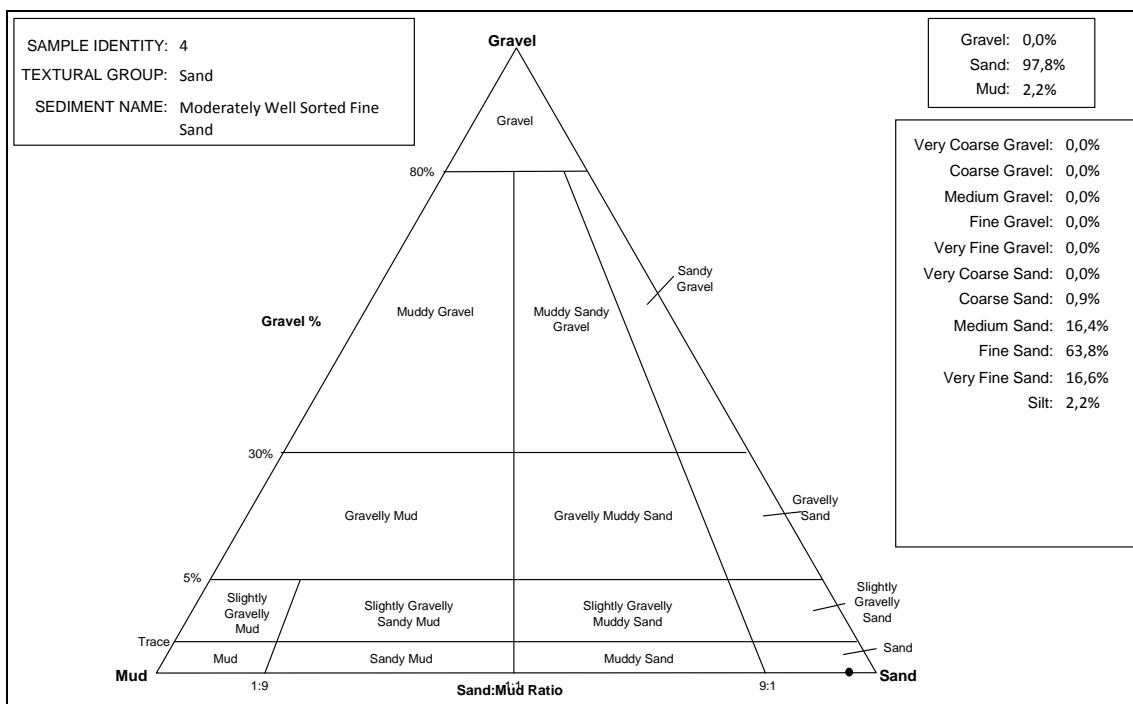 SAMPLE IDENTITY: 4
TEXTURAL GROUP: Sand
SEDIMENT NAME: Moderately Well Sorted Fine
Sand
Gravel: 0,0%
Sand: 97,8%
Mud: 2,2%
Very Coarse Gravel: 0,0%
Coarse Gravel: 0,0%
Medium Gravel: 0,0%
Fine Gravel: 0,0%
Very Fine Gravel: 0,0%
Very Coarse Sand: 0,0%
Coarse Sand: 0,9%
Medium Sand: 16,4%
Fine Sand: 63,8%
Very Fine Sand: 16,6%
Silt: 2,2%
Gravel
Gravel
80%
Sandy
Gravel
Muddy Gravel
Muddy Sandy
Gravel
Gravel %
30%
Gravelly Mud
Gravelly Muddy Sand
Gravelly
Sand
5%
Slightly
Gravelly
Mud
Slightly Gravelly
Sandy Mud
Slightly Gravelly
Muddy Sand
Slightly
Gravelly
Sand
Trace
Mud
Sandy Mud
Muddy Sand
Sand
Mud
Sand
1:9
1:1
9:1
Sand:Mud Ratio